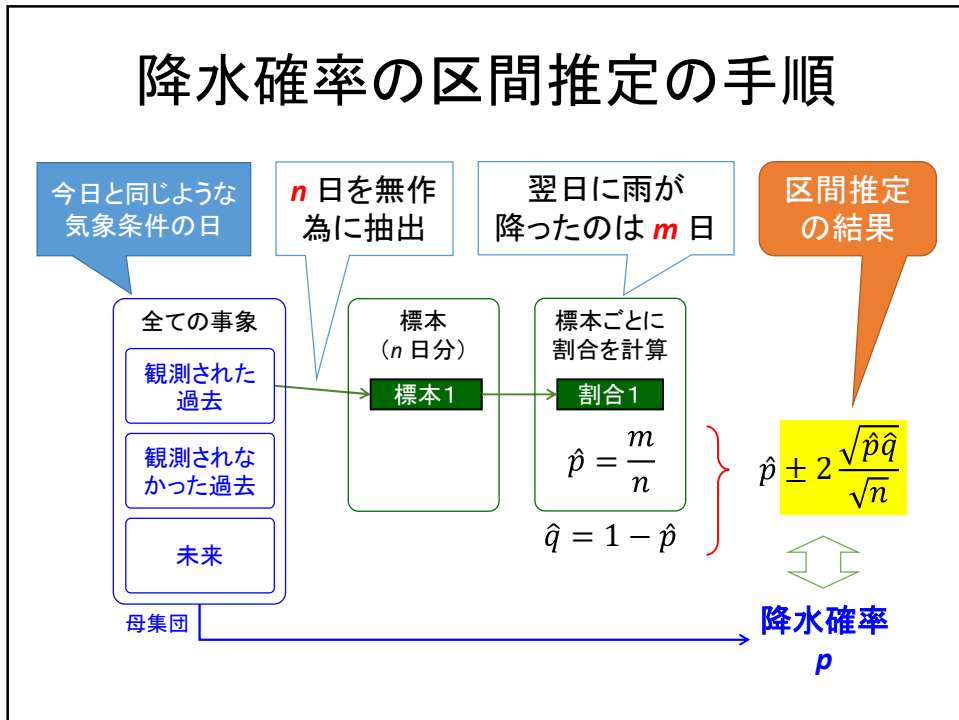 降水確率の区間推定の手順
今日と同じような
気象条件の日
n 日を無作
為に抽出
翌日に雨が
降ったのは m 日
区間推定
の結果
全ての事象
観測された
過去
観測されな
かった過去
未来
母集団
標本
（n 日分）
標本１
標本ごとに
割合を計算
割合１
p̂ = m/n
q̂ = 1 − p̂
p̂ ± 2 √(p̂q̂)/√n
降水確率
p